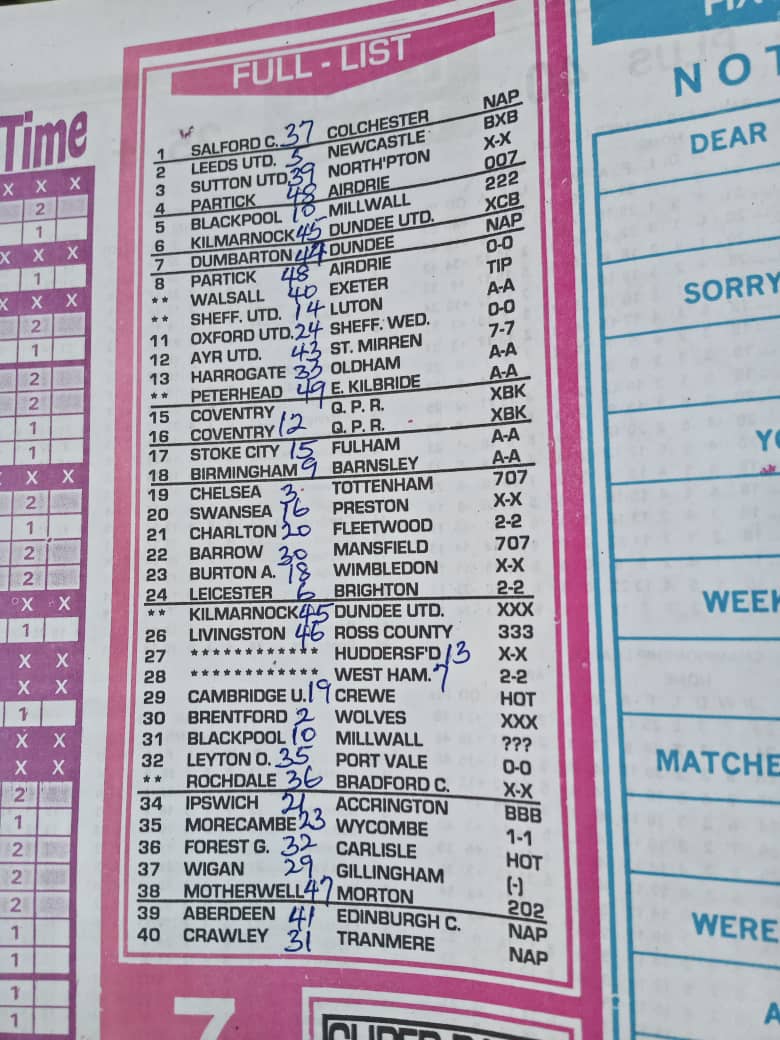 Time
FULL - LIST
1 SALFORD C. 37 COLCHESTER NAP
2 LEEDS UTD. NEWCASTLE BXB
3 SUTTON UTD 39 NORTH'PTON X-X
4 PARTICK 48 AIRDRIE 007
5 BLACKPOOL 10 MILLWALL 222
6 KILMARNOCK 45 DUNDEE UTD. XCB
7 DUMBARTON 44 DUNDEE NAP
8 PARTICK 48 AIRDRIE 0-0
** WALSALL 40 EXETER TIP
** SHEFF. UTD. 14 LUTON A-A
11 OXFORD UTD. 24 SHEFF. WED. 0-0
12 AYR UTD. 43 ST. MIRREN 7-7
13 HARROGATE 33 OLDHAM A-A
** PETERHEAD 49 E. KILBRIDE A-A
15 COVENTRY Q. P. R. XBK
16 COVENTRY 12 Q. P. R. XBK
17 STOKE CITY 15 FULHAM A-A
18 BIRMINGHAM 9 BARNSLEY A-A
19 CHELSEA 3 TOTTENHAM 707
20 SWANSEA 16 PRESTON X-X
21 CHARLTON 20 FLEETWOOD 2-2
22 BARROW 30 MANSFIELD 707
23 BURTON A. 18 WIMBLEDON X-X
24 LEICESTER 6 BRIGHTON 2-2
** KILMARNOCK 45 DUNDEE UTD. XXX
26 LIVINGSTON 46 ROSS COUNTY 333
27 ************ HUDDERSF'D 13 X-X
28 ************ WEST HAM. 7 2-2
29 CAMBRIDGE U. 19 CREWE HOT
30 BRENTFORD 2 WOLVES XXX
31 BLACKPOOL 10 MILLWALL ???
32 LEYTON O. 35 PORT VALE 0-0
** ROCHDALE 36 BRADFORD C. X-X
34 IPSWICH 21 ACCRINGTON BBB
35 MORECAMBE 23 WYCOMBE 1-1
36 FOREST G. 32 CARLISLE HOT
37 WIGAN 29 GILLINGHAM (-)
38 MOTHERWELL 47 MORTON 202
39 ABERDEEN 41 EDINBURGH C. NAP
40 CRAWLEY 31 TRANMERE NAP
7
NOT
DEAR
SORRY
YO
WEEK
MATCHE
WERE
A